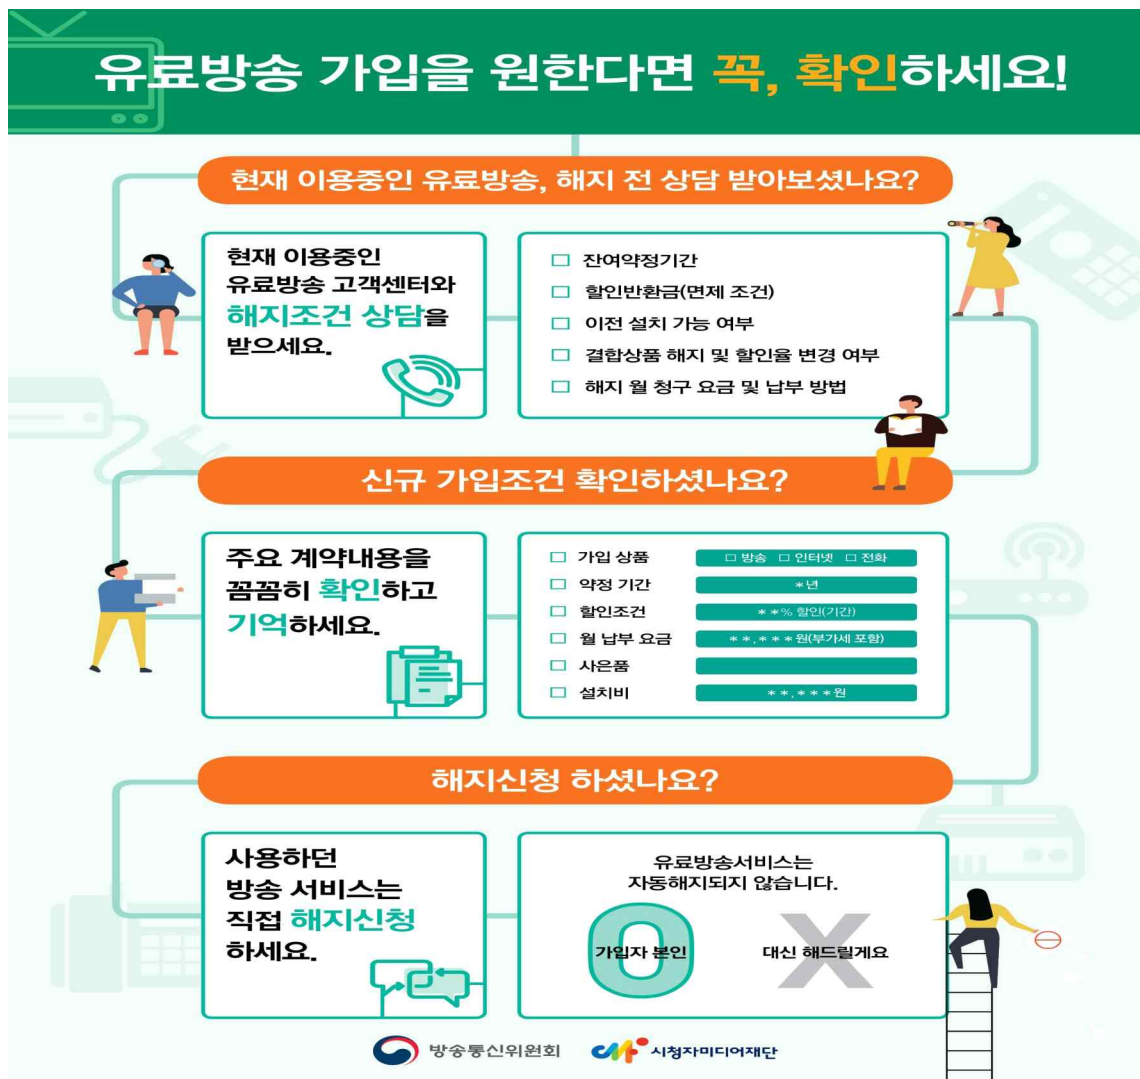 유료방송 가입을 원한다면 꼭, 확인하세요!
현재 이용중인 유료방송, 해지 전 상담 받아보셨나요?
현재 이용중인
유료방송 고객센터와
해지조건 상담을
받으세요.
□ 잔여약정기간
□ 할인반환금(면제 조건)
□ 이전 설치 가능 여부
□ 결합상품 해지 및 할인율 변경 여부
□ 해지 월 청구 요금 및 납부 방법
신규 가입조건 확인하셨나요?
주요 계약내용을
꼼꼼히 확인하고
기억하세요.
□ 가입 상품 □ 방송 □ 인터넷 □ 전화
□ 약정 기간 *년
□ 할인조건 **% 할인(기간)
□ 월 납부 요금 **,***원(부가세 포함)
□ 사은품
□ 설치비 **,***원
해지신청 하셨나요?
사용하던
방송 서비스는
직접 해지신청
하세요.
유료방송서비스는
자동해지되지 않습니다.
O 가입자 본인
X 대신 해드릴게요
방송통신위원회
시청자미디어재단